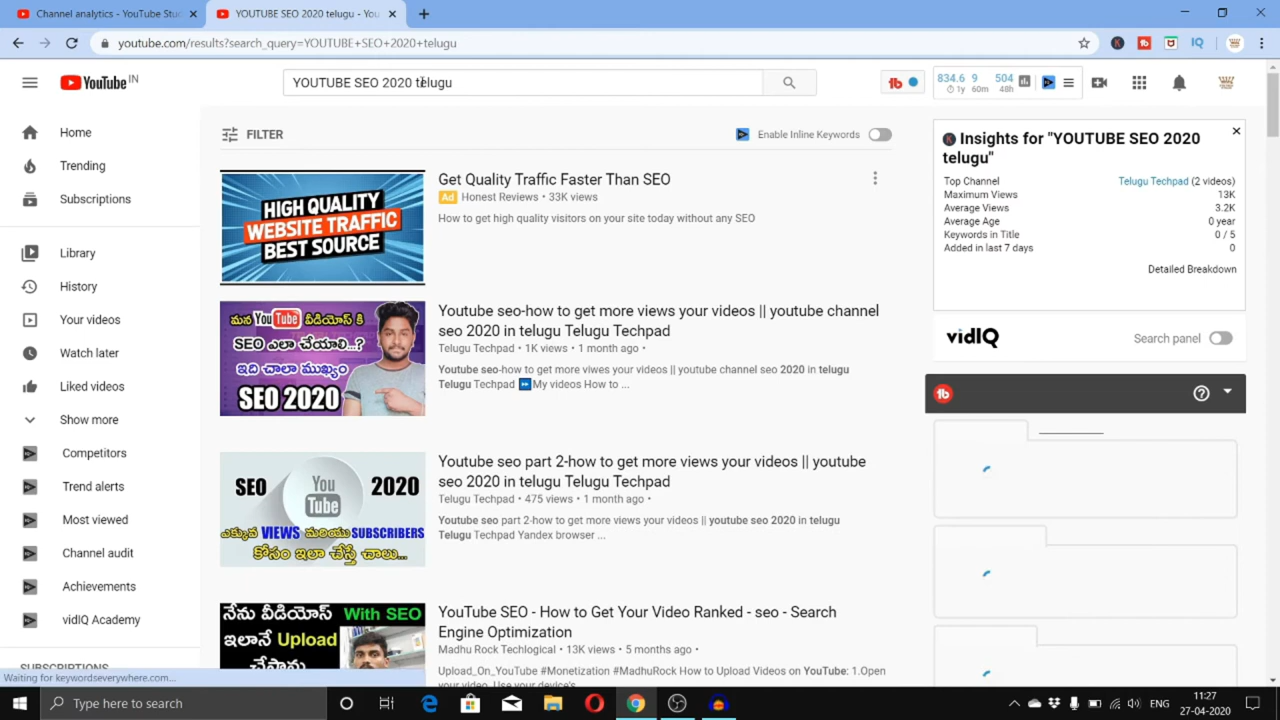 Channel analytics - YouTube Stu
YOUTUBE SEO 2020 telugu - You
youtube.com/results?search_query=YOUTUBE+SEO+2020+telugu
YouTube IN
YOUTUBE SEO 2020 telugu
834.6 9 504
1y 60m 48h
Home
Trending
Subscriptions
Library
History
Your videos
Watch later
Liked videos
Show more
Competitors
Trend alerts
Most viewed
Channel audit
Achievements
vidIQ Academy
SUBSCRIPTIONS
FILTER
Enable Inline Keywords
HIGH QUALITY
WEBSITE TRAFFIC
BEST SOURCE
Get Quality Traffic Faster Than SEO
Ad Honest Reviews • 33K views
How to get high quality visitors on your site today without any SEO
మన YouTube వీడియోస్ కి
SEO ఎలా చేయాలి...?
ఇది చాలా ముఖ్యం
SEO 2020
Youtube seo-how to get more views your videos || youtube channel
seo 2020 in telugu Telugu Techpad
Telugu Techpad • 1K views • 1 month ago •
Youtube seo-how to get more viwes your videos || youtube channel seo 2020 in telugu
Telugu Techpad ⏩My videos How to ...
SEO You Tube 2020
ఎక్కువ VIEWS మరియు SUBSCRIBERS
కోసం ఇలా చేస్తే చాలు...
Youtube seo part 2-how to get more views your videos || youtube
seo 2020 in telugu Telugu Techpad
Telugu Techpad • 475 views • 1 month ago •
Youtube seo part 2-how to get more views your videos || youtube seo 2020 in telugu
Telugu Techpad Yandex browser ...
నేను వీడియోస్ With SEO
ఇలానే Upload
చేస్తాను
YouTube SEO - How to Get Your Video Ranked - seo - Search
Engine Optimization
Madhu Rock Techlogical • 13K views • 5 months ago •
Upload_On_YouTube #Monetization #MadhuRock How to Upload Videos on YouTube: 1.Open
your video. Use your device's
Insights for "YOUTUBE SEO 2020
telugu"
Top Channel Telugu Techpad (2 videos)
Maximum Views 13K
Average Views 3.2K
Average Age 0 year
Keywords in Title 0 / 5
Added in last 7 days 0
Detailed Breakdown
vidIQ Search panel
Waiting for keywordseverywhere.com...
Type here to search
ENG
11:27
27-04-2020